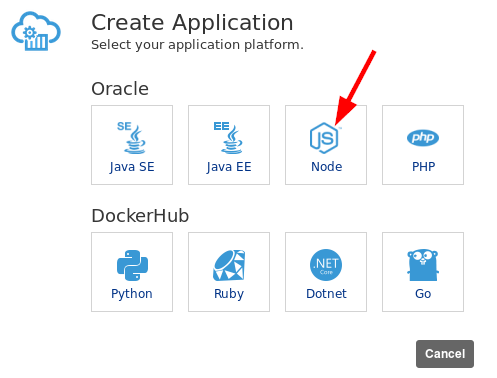 Create Application
Select your application platform.
Oracle
SE
EE
JS
php
Java SE
Java EE
Node
PHP
DockerHub
.NET
Core
Python
Ruby
Dotnet
Go
Cancel